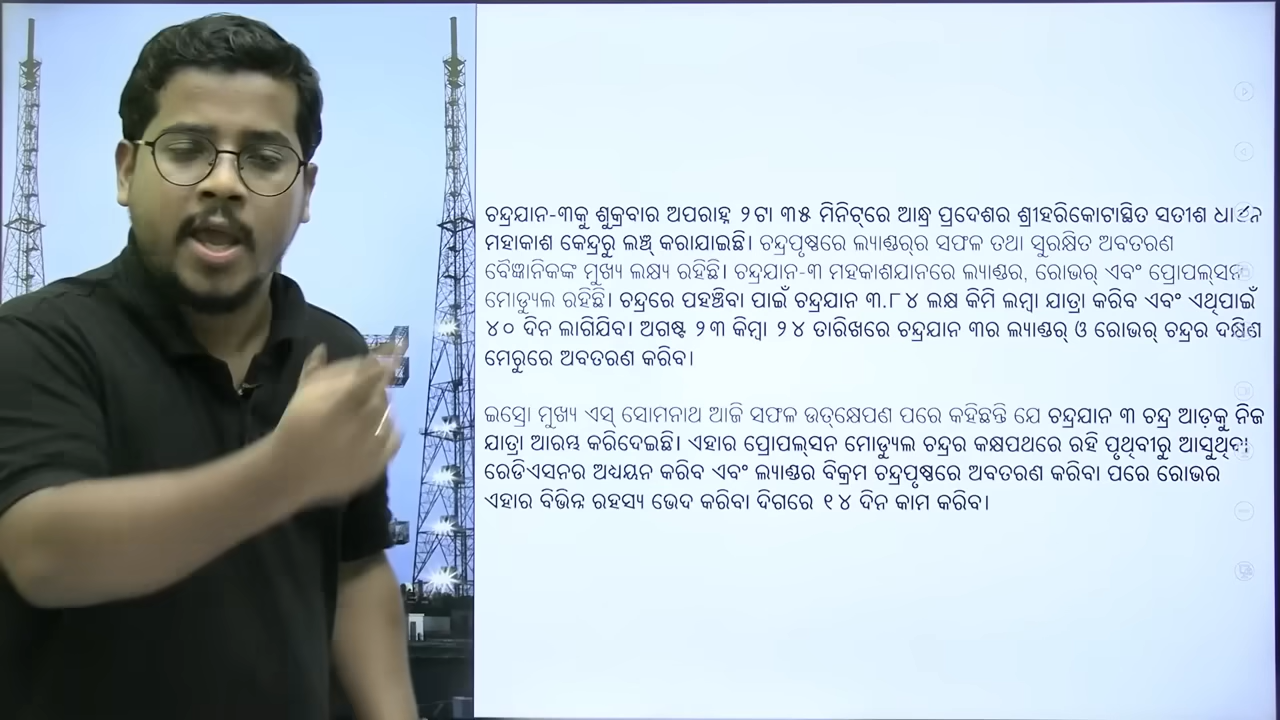 ଚନ୍ଦ୍ରଯାନ-୩କୁ ଶୁକ୍ରବାର ଅପରାହ୍ନ ୨ଟା ୩୫ ମିନିଟ୍‌ରେ ଆନ୍ଧ୍ର ପ୍ରଦେଶର ଶ୍ରୀହରିକୋଟାସ୍ଥିତ ସତୀଶ ଧାୱନ
ମହାକାଶ କେନ୍ଦ୍ରରୁ ଲଞ୍ଚ୍ କରାଯାଇଛି। ଚନ୍ଦ୍ରପୃଷ୍ଠରେ ଲ୍ୟାଣ୍ଡର୍‌ର ସଫଳ ତଥା ସୁରକ୍ଷିତ ଅବତରଣ
ବୈଜ୍ଞାନିକଙ୍କ ମୁଖ୍ୟ ଲକ୍ଷ୍ୟ ରହିଛି। ଚନ୍ଦ୍ରଯାନ-୩ ମହକାଶଯାନରେ ଲ୍ୟାଣ୍ଡର, ରୋଭର୍ ଏବଂ ପ୍ରୋପଲ୍‌ସନ
ମୋଡ୍ୟୁଲ ରହିଛି। ଚନ୍ଦ୍ରରେ ପହଞ୍ଚିବା ପାଇଁ ଚନ୍ଦ୍ରଯାନ ୩.୮୪ ଲକ୍ଷ କିମି ଲମ୍ବା ଯାତ୍ରା କରିବ ଏବଂ ଏଥିପାଇଁ
୪୦ ଦିନ ଲାଗିଯିବ। ଅଗଷ୍ଟ ୨୩ କିମ୍ବା ୨୪ ତାରିଖରେ ଚନ୍ଦ୍ରଯାନ ୩ର ଲ୍ୟାଣ୍ଡର୍ ଓ ରୋଭର୍ ଚନ୍ଦ୍ରର ଦକ୍ଷିଣ
ମେରୁରେ ଅବତରଣ କରିବ।
ଇସ୍ରୋ ମୁଖ୍ୟ ଏସ୍ ସୋମନାଥ ଆଜି ସଫଳ ଉତ୍‌କ୍ଷେପଣ ପରେ କହିଛନ୍ତି ଯେ ଚନ୍ଦ୍ରଯାନ ୩ ଚନ୍ଦ୍ର ଆଡ଼କୁ ନିଜ
ଯାତ୍ରା ଆରମ୍ଭ କରିଦେଇଛି। ଏହାର ପ୍ରୋପଲ୍‌ସନ ମୋଡ୍ୟୁଲ ଚନ୍ଦ୍ରର କକ୍ଷପଥରେ ରହି ପୃଥିବୀରୁ ଆସୁଥିବା
ରେଡିଏସନର ଅଧ୍ୟୟନ କରିବ ଏବଂ ଲ୍ୟାଣ୍ଡର ବିକ୍ରମ ଚନ୍ଦ୍ରପୃଷ୍ଠରେ ଅବତରଣ କରିବା ପରେ ରୋଭର
ଏହାର ବିଭିନ୍ନ ରହସ୍ୟ ଭେଦ କରିବା ଦିଗରେ ୧୪ ଦିନ କାମ କରିବ।